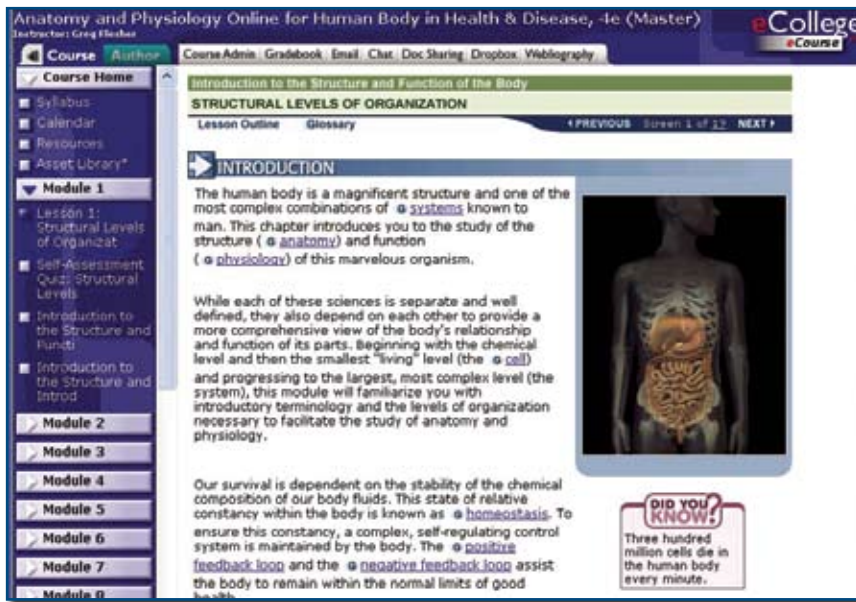 Anatomy and Physiology Online for Human Body in Health & Disease, 4e (Master)
Instructor: Greg Slosher
eCollege
eCourse
Course Author
Course Admin Gradebook Email Chat Doc Sharing Dropbox Webliography
Course Home
Syllabus
Calendar
Resources
Asset Library*
Module 1
Lesson 1:
Structural Levels
of Organizat
Self-Assessment
Quiz: Structural
Levels
Introduction to
the Structure and
Functi
Introduction to
the Structure and
Introd
Module 2
Module 3
Module 4
Module 5
Module 6
Module 7
Module 8
Introduction to the Structure and Function of the Body
STRUCTURAL LEVELS OF ORGANIZATION
Lesson Outline Glossary PREVIOUS Screen 1 of 17 NEXT
INTRODUCTION
The human body is a magnificent structure and one of the
most complex combinations of systems known to
man. This chapter introduces you to the study of the
structure ( anatomy) and function
( physiology) of this marvelous organism.
While each of these sciences is separate and well
defined, they also depend on each other to provide a
more comprehensive view of the body's relationship
and function of its parts. Beginning with the chemical
level and then the smallest "living" level (the cell)
and progressing to the largest, most complex level (the
system), this module will familiarize you with
introductory terminology and the levels of organization
necessary to facilitate the study of anatomy and
physiology.
Our survival is dependent on the stability of the chemical
composition of our body fluids. This state of relative
constancy within the body is known as homeostasis. To
ensure this constancy, a complex, self-regulating control
system is maintained by the body. The positive
feedback loop and the negative feedback loop assist
the body to remain within the normal limits of good
health.
DID YOU
KNOW?
Three hundred
million cells die in
the human body
every minute.